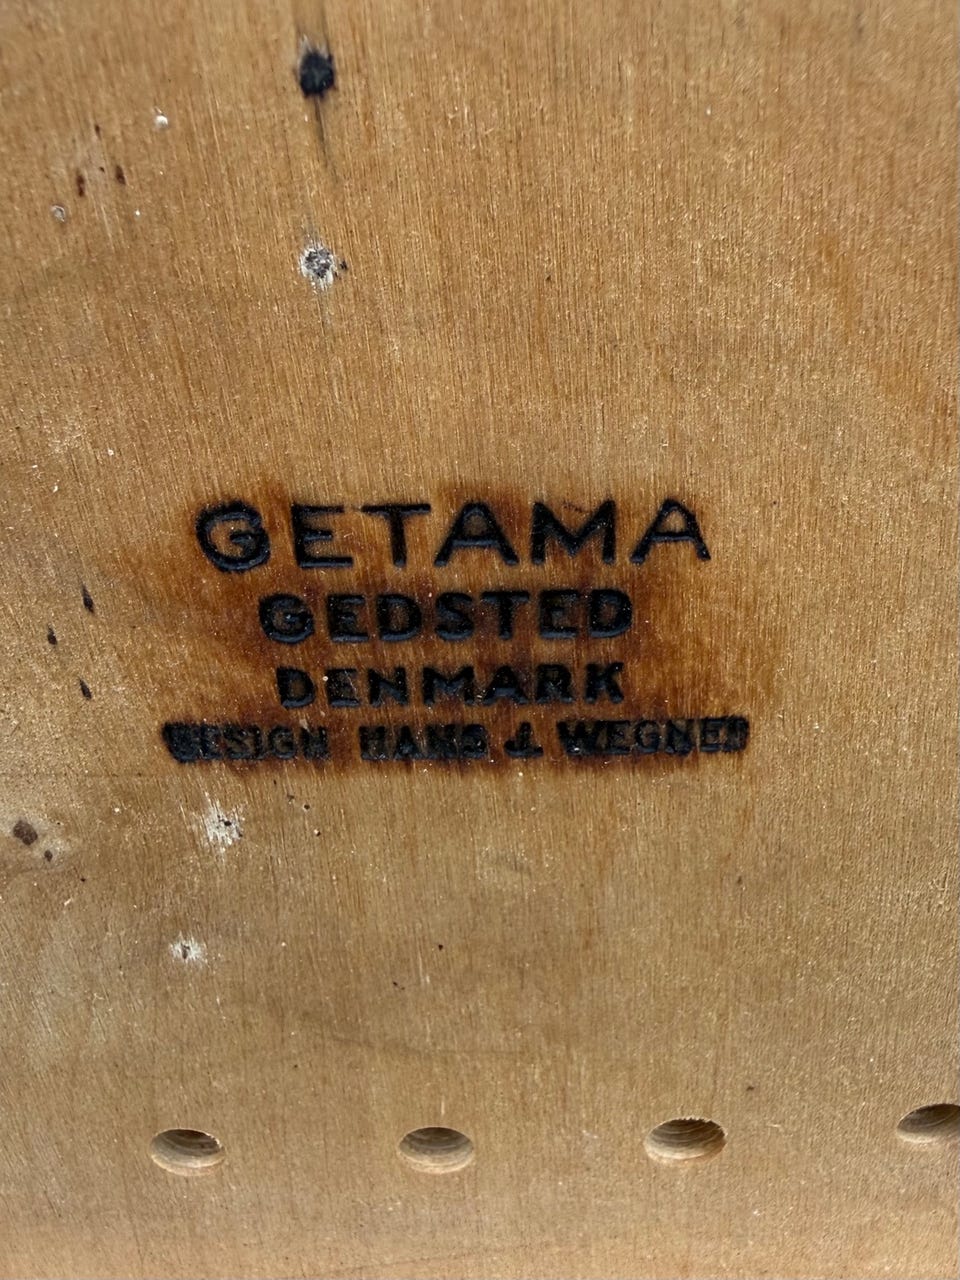 GETAMA
GEDSTED
DENMARK
DESIGN HANS J. WEGNER